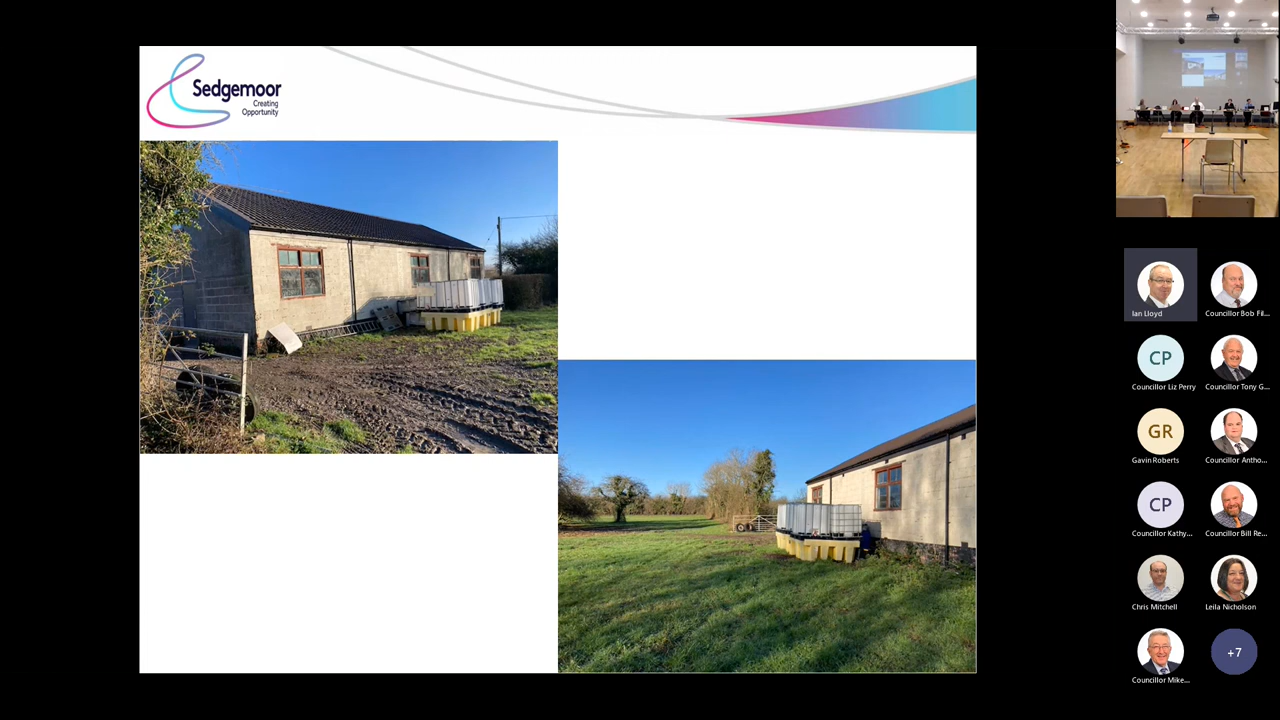 Sedgemoor
Creating
Opportunity
Ian Lloyd
Councillor Bob Fil...
CP
Councillor Liz Perry
Councillor Tony G...
GR
Gavin Roberts
Councillor Antho...
CP
Councillor Kathy...
Councillor Bill Re...
Chris Mitchell
Leila Nicholson
Councillor Mike...
+7